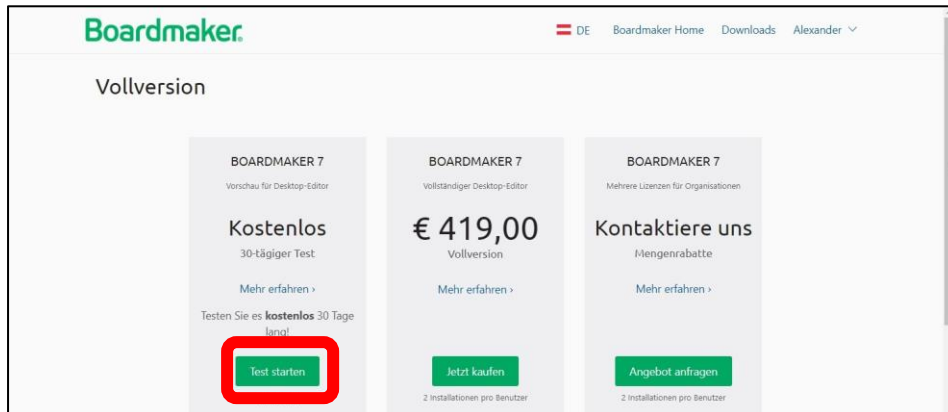 Boardmaker
DE Boardmaker Home Downloads Alexander
Vollversion
BOARDMAKER 7
Vorschau für Desktop-Editor
Kostenlos
30-tägiger Test
Mehr erfahren ›
Testen Sie es kostenlos 30 Tage
lang!
Test starten
BOARDMAKER 7
Vollständiger Desktop-Editor
€ 419,00
Vollversion
Mehr erfahren ›
Jetzt kaufen
2 Installationen pro Benutzer
BOARDMAKER 7
Mehrere Lizenzen für Organisationen
Kontaktiere uns
Mengenrabatte
Mehr erfahren ›
Angebot anfragen
2 Installationen pro Benutzer